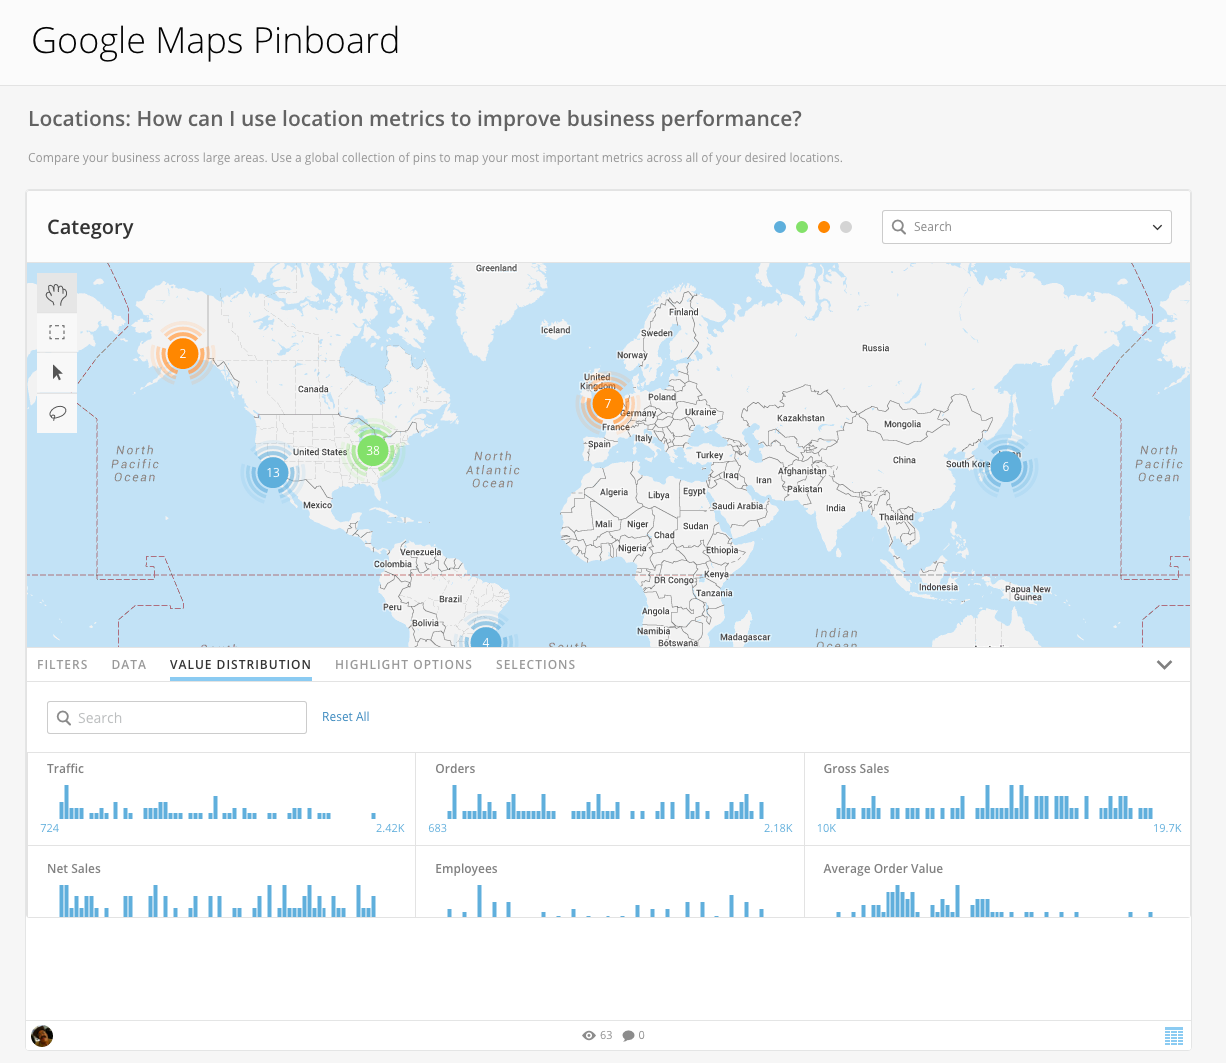 Google Maps Pinboard
Locations: How can I use location metrics to improve business performance?
Compare your business across large areas. Use a global collection of pins to map your most important metrics across all of your desired locations.
Category
Search
Greenland
Finland
Iceland
Sweden
Russia
2
Norway
United
Kingdom
Canada
7
Poland
Germany
Ukraine
Kazakhstan
Mongolia
France
Italy
Spain
North
Pacific
Ocean
United States
38
North
Atlantic
Ocean
Turkey
China
South Kore
6
North
Pacific
Ocean
13
Iraq
Iran
Afghanistan
Pakistan
Mexico
Algeria
Libya
Egypt
Saudi Arabia
India
Thailand
Mali
Niger
Sudan
Chad
Nigeria
Ethiopia
Venezuela
Colombia
DR Congo
Kenya
Tanzania
Indonesia
Papua New
Guinea
Brazil
Peru
Angola
Bolivia
Namibia
Botswana
Madagascar
Indian
Ocean
4
South
FILTERS DATA VALUE DISTRIBUTION HIGHLIGHT OPTIONS SELECTIONS
Search
Reset All
Traffic
724 2.42K
Orders
683 2.18K
Gross Sales
10K 19.7K
Net Sales
Employees
Average Order Value
63 0